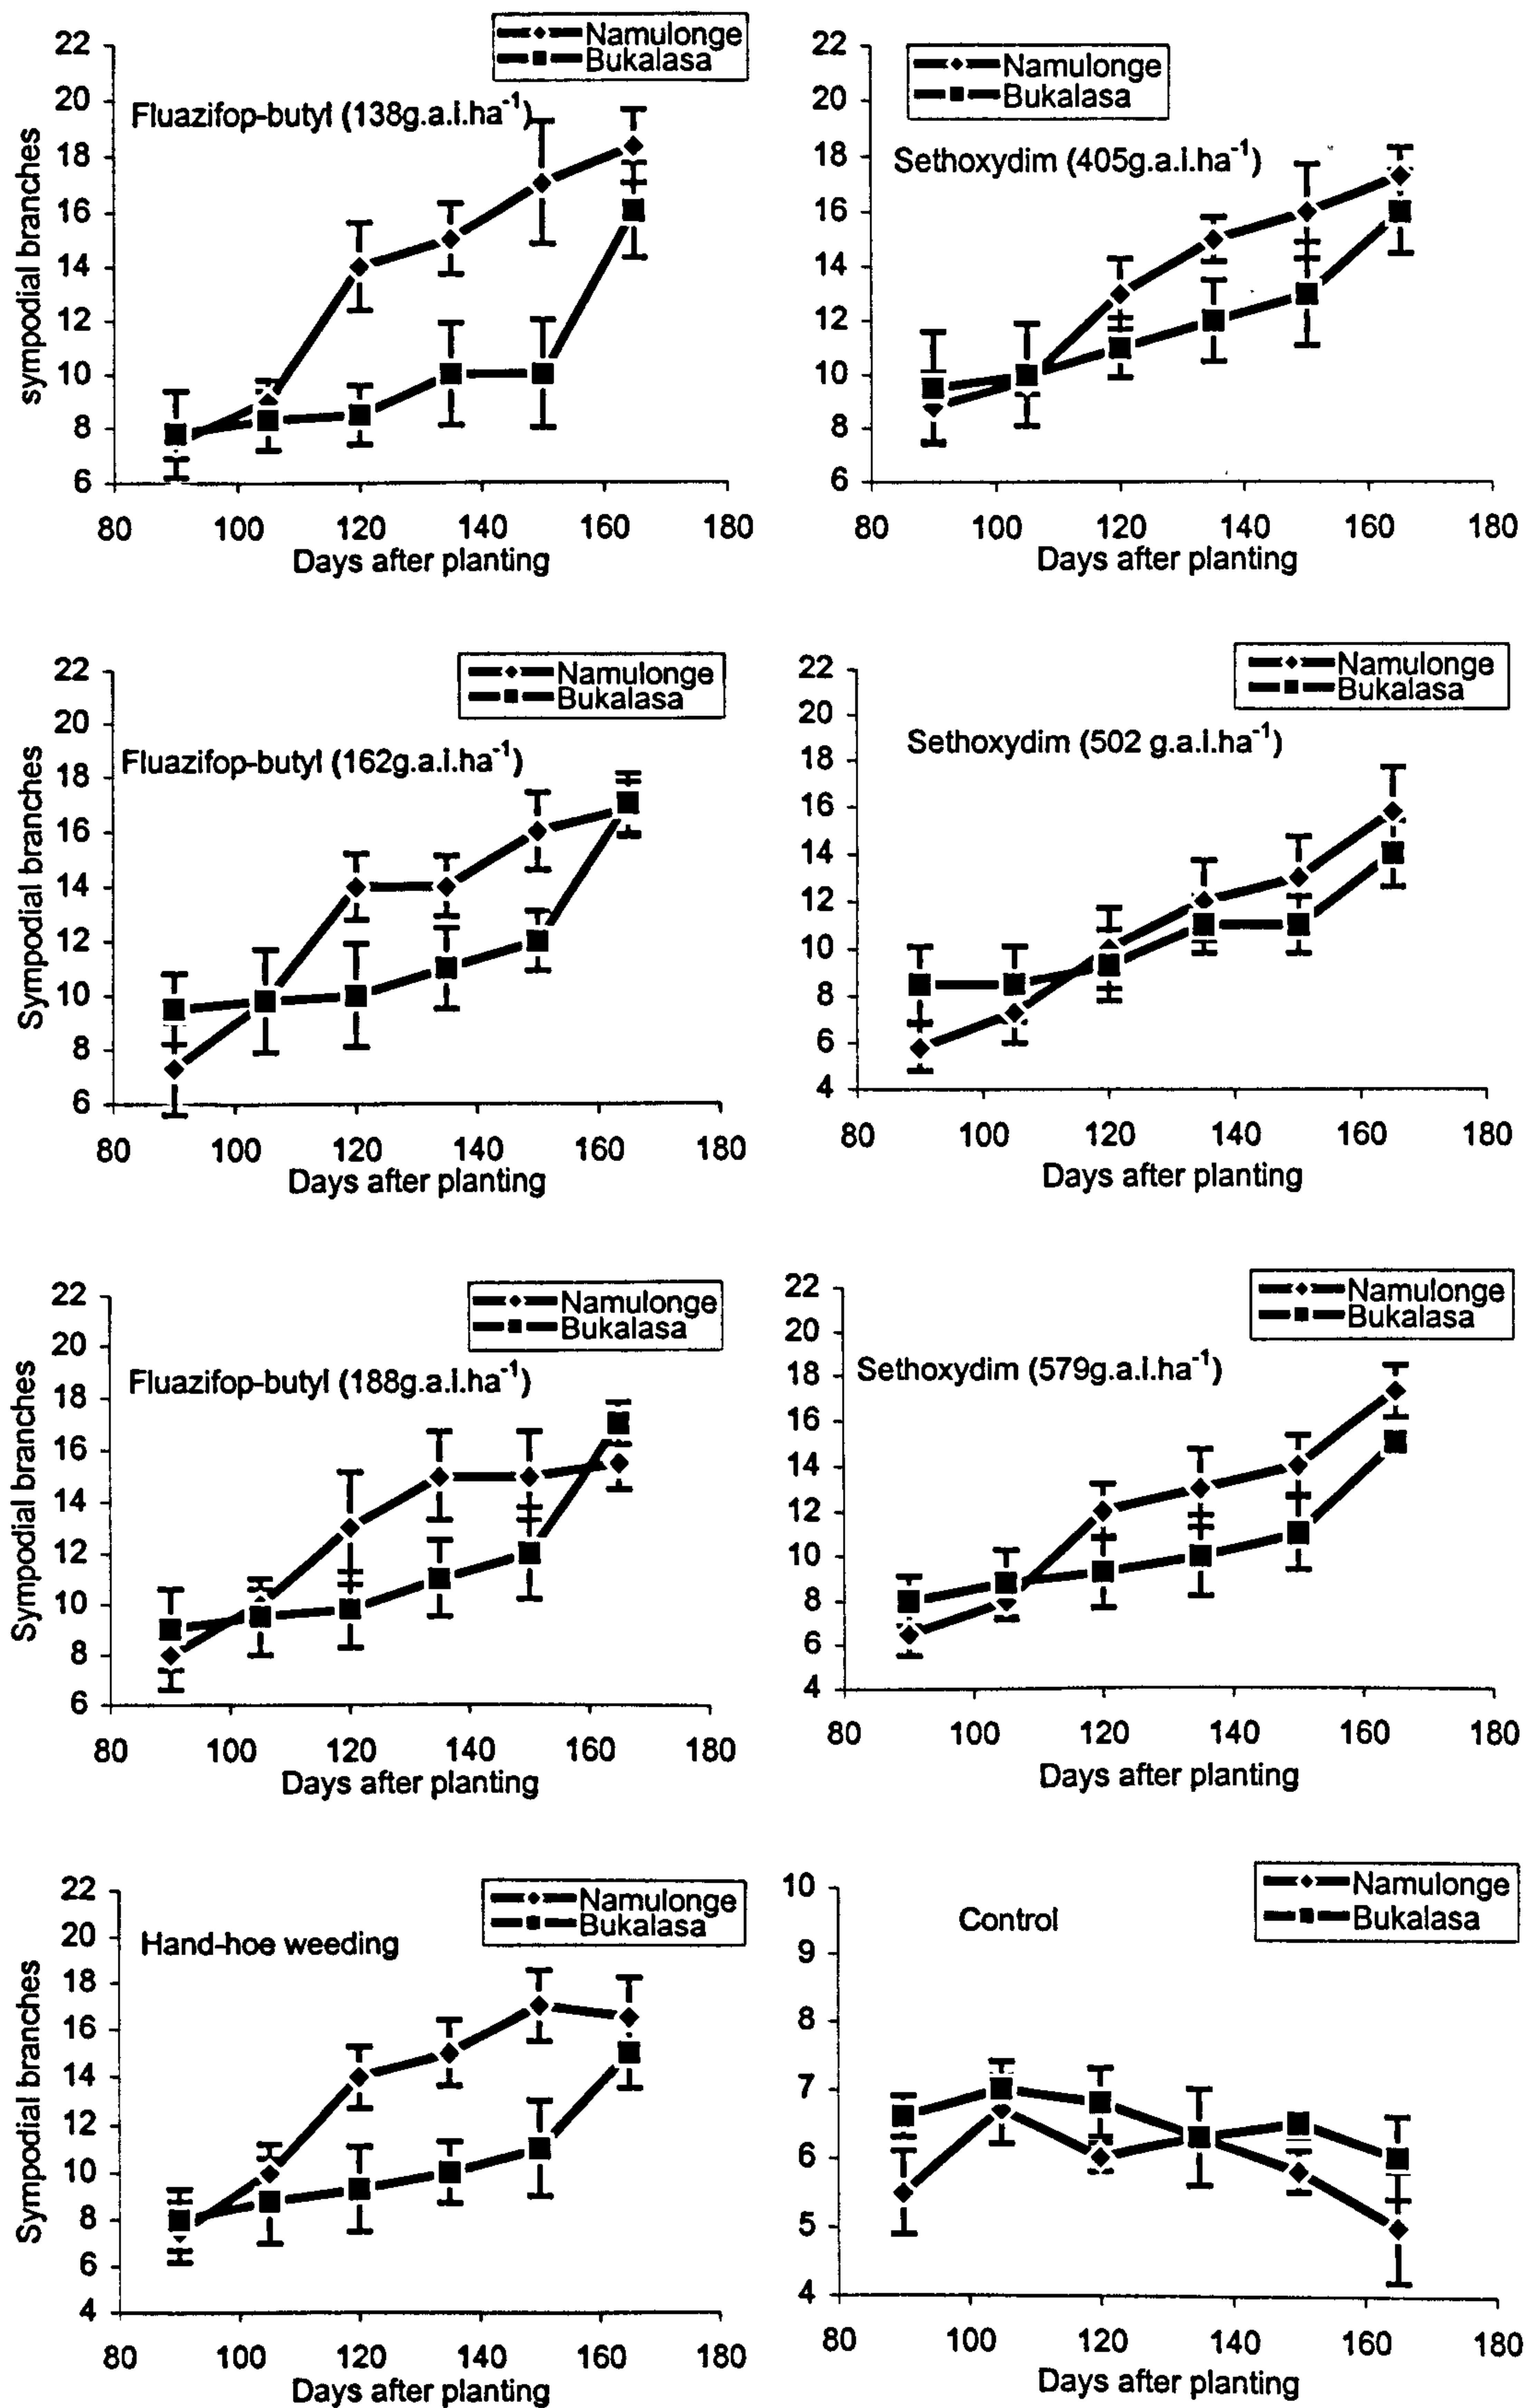 Namulonge
Bukalasa
Fluazifop-butyl (138g.a.i.ha⁻¹)
sympodial branches
22
20
18
16
14
12
10
8
6
80 100 120 140 160 180
Days after planting
Namulonge
Bukalasa
Sethoxydim (405g.a.i.ha⁻¹)
22
20
18
16
14
12
10
8
6
80 100 120 140 160 180
Days after planting
Namulonge
Bukalasa
Fluazifop-butyl (162g.a.i.ha⁻¹)
Sympodial branches
22
20
18
16
14
12
10
8
6
80 100 120 140 160 180
Days after planting
Namulonge
Bukalasa
Sethoxydim (502 g.a.i.ha⁻¹)
22
20
18
16
14
12
10
8
6
4
80 100 120 140 160 180
Days after planting
Namulonge
Bukalasa
Fluazifop-butyl (188g.a.i.ha⁻¹)
Sympodial branches
22
20
18
16
14
12
10
8
6
80 100 120 140 160 180
Days after planting
Namulonge
Bukalasa
Sethoxydim (579g.a.i.ha⁻¹)
22
20
18
16
14
12
10
8
6
4
80 100 120 140 160 180
Days after planting
Namulonge
Bukalasa
Hand-hoe weeding
Sympodial branches
22
20
18
16
14
12
10
8
6
4
80 100 120 140 160 180
Days after planting
Namulonge
Bukalasa
Control
10
9
8
7
6
5
4
80 100 120 140 160 180
Days after planting